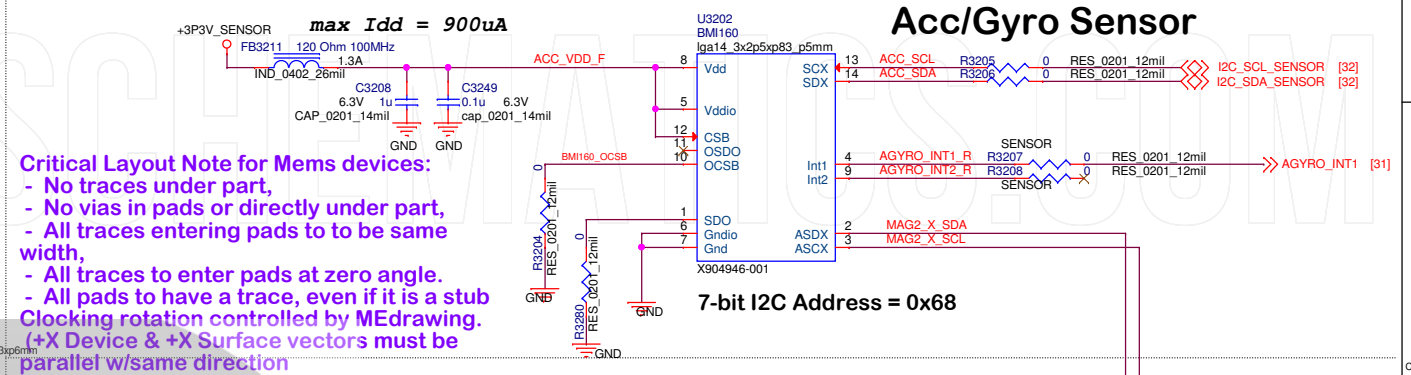 max Idd = 900uA
Acc/Gyro Sensor
+3P3V_SENSOR
FB3211 120 Ohm 100MHz
1.3A
IND_0402_26mil
ACC_VDD_F
C3208
6.3V 1u
CAP_0201_14mil
GND
C3249
0.1u 6.3V
cap_0201_14mil
GND
U3202
BMI160
lga14_3x2p5xp83_p5mm
8 Vdd
5 Vddio
12 CSB
11 OSDO
10 OCSB
1 SDO
6 Gndio
7 Gnd
SCX 13
SDX 14
Int1 4
Int2 9
ASDX 2
ASCX 3
X904946-001
7-bit I2C Address = 0x68
ACC_SCL R3205 0 RES_0201_12mil I2C_SCL_SENSOR [32]
ACC_SDA R3206 0 RES_0201_12mil I2C_SDA_SENSOR [32]
SENSOR
AGYRO_INT1_R R3207 0 RES_0201_12mil AGYRO_INT1 [31]
AGYRO_INT2_R R3208 0 RES_0201_12mil
SENSOR
MAG2_X_SDA
MAG2_X_SCL
BMI160_OCSB
0
R3204
RES_0201_12mil
GND
0
R3280
RES_0201_12mil
GND
GND
Critical Layout Note for Mems devices:
- No traces under part,
- No vias in pads or directly under part,
- All traces entering pads to to be same
width,
- All traces to enter pads at zero angle.
- All pads to have a trace, even if it is a stub
Clocking rotation controlled by MEdrawing.
(+X Device & +X Surface vectors must be
parallel w/same direction
3xp6mm
C